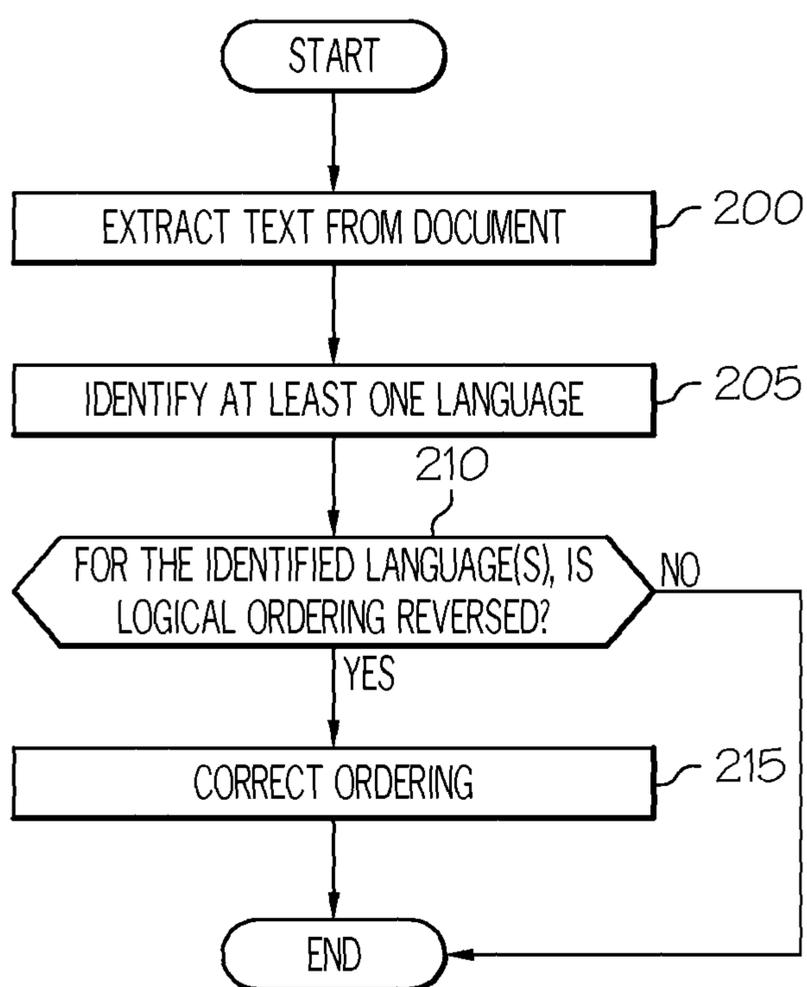 START
EXTRACT TEXT FROM DOCUMENT
200
IDENTIFY AT LEAST ONE LANGUAGE
205
210
FOR THE IDENTIFIED LANGUAGE(S), IS
LOGICAL ORDERING REVERSED?
NO
YES
CORRECT ORDERING
215
END